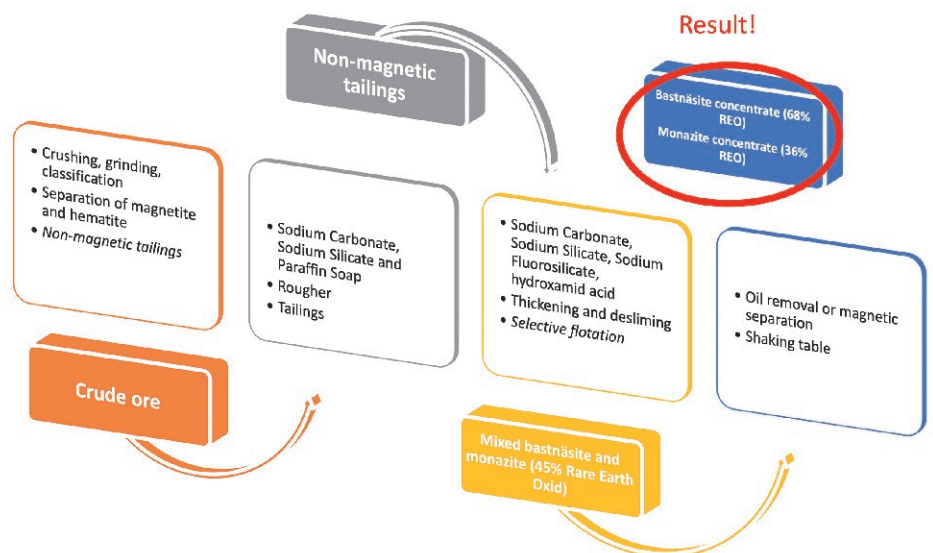 Result!
Non-magnetic
tailings
Bastnäsite concentrate (68%
REO)
Monazite concentrate (36%
REO)
• Crushing, grinding,
classification
• Separation of magnetite
and hematite
• Non-magnetic tailings
Crude ore
• Sodium Carbonate,
Sodium Silicate and
Paraffin Soap
• Rougher
• Tailings
• Sodium Carbonate,
Sodium Silicate, Sodium
Fluorosilicate,
hydroxamid acid
• Thickening and desliming
• Selective flotation
Mixed bastnäsite and
monazite (45% Rare Earth
Oxid)
• Oil removal or magnetic
separation
• Shaking table